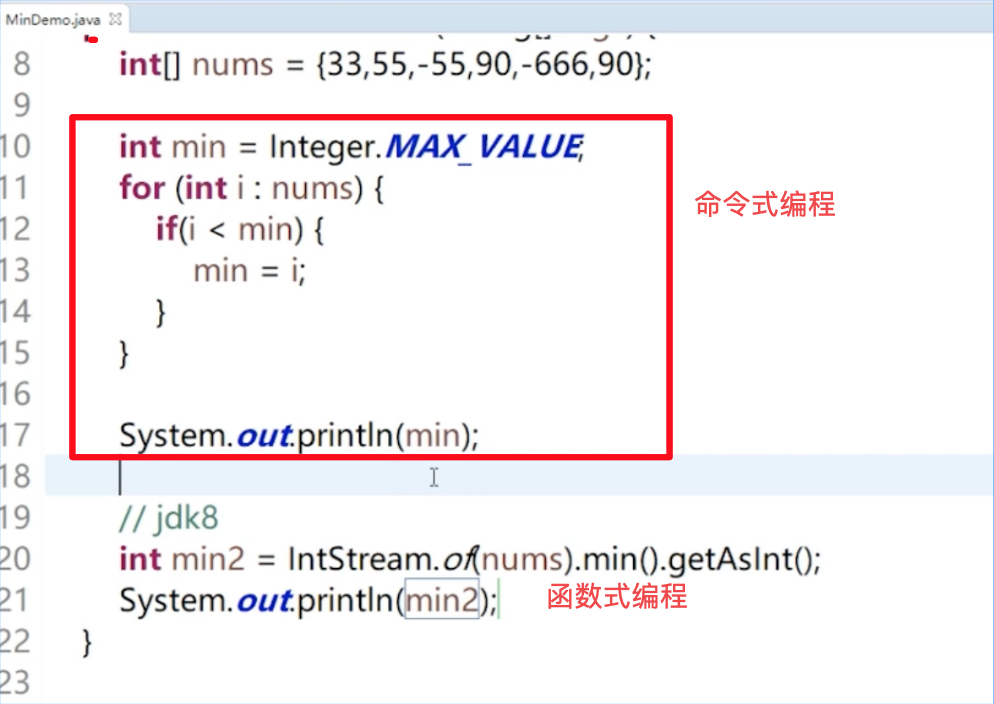 MinDemo.java
8 int[] nums = {33,55,-55,90,-666,90};
9
10 int min = Integer.MAX_VALUE;
11 for (int i : nums) {
命令式编程
12 if(i < min) {
13 min = i;
14 }
15 }
16
17 System.out.println(min);
18
19 // jdk8
20 int min2 = IntStream.of(nums).min().getAsInt();
21 System.out.println(min2);
函数式编程
22 }
23